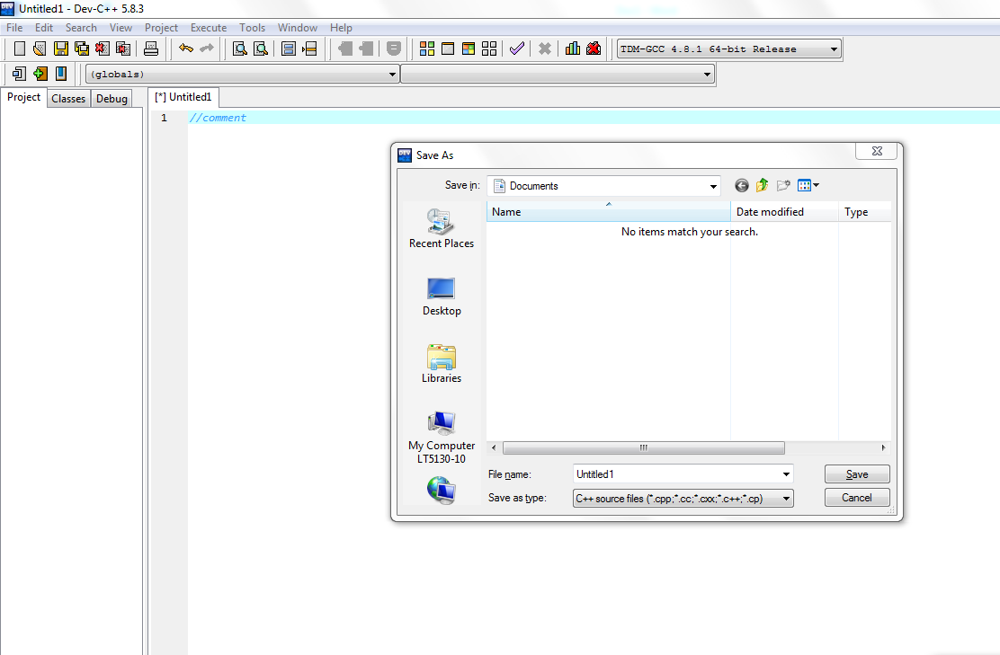 DEV Untitled1 - Dev-C++ 5.8.3
File Edit Search View Project Execute Tools Window Help
TDM-GCC 4.8.1 64-bit Release
(globals)
Project Classes Debug
[*] Untitled1
1 //comment
DEV Save As
Save in: Documents
Name Date modified Type
No items match your search.
Recent Places
Desktop
Libraries
My Computer
LT5130-10
File name: Untitled1 Save
Save as type: C++ source files (*.cpp;*.cc;*.cxx;*.c++;*.cp) Cancel